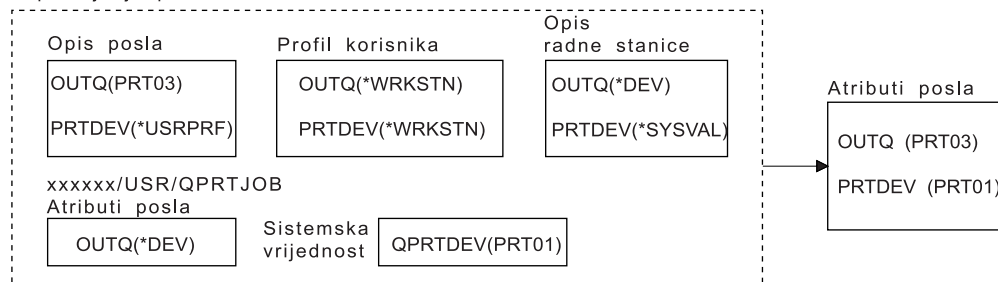 Opis posla
OUTQ(PRT03)
PRTDEV(*USRPRF)
Profil korisnika
OUTQ(*WRKSTN)
PRTDEV(*WRKSTN)
Opis
radne stanice
OUTQ(*DEV)
PRTDEV(*SYSVAL)
xxxxxx/USR/QPRTJOB
Atributi posla
OUTQ(*DEV)
Sistemska
vrijednost
QPRTDEV(PRT01)
Atributi posla
OUTQ (PRT03)
PRTDEV (PRT01)